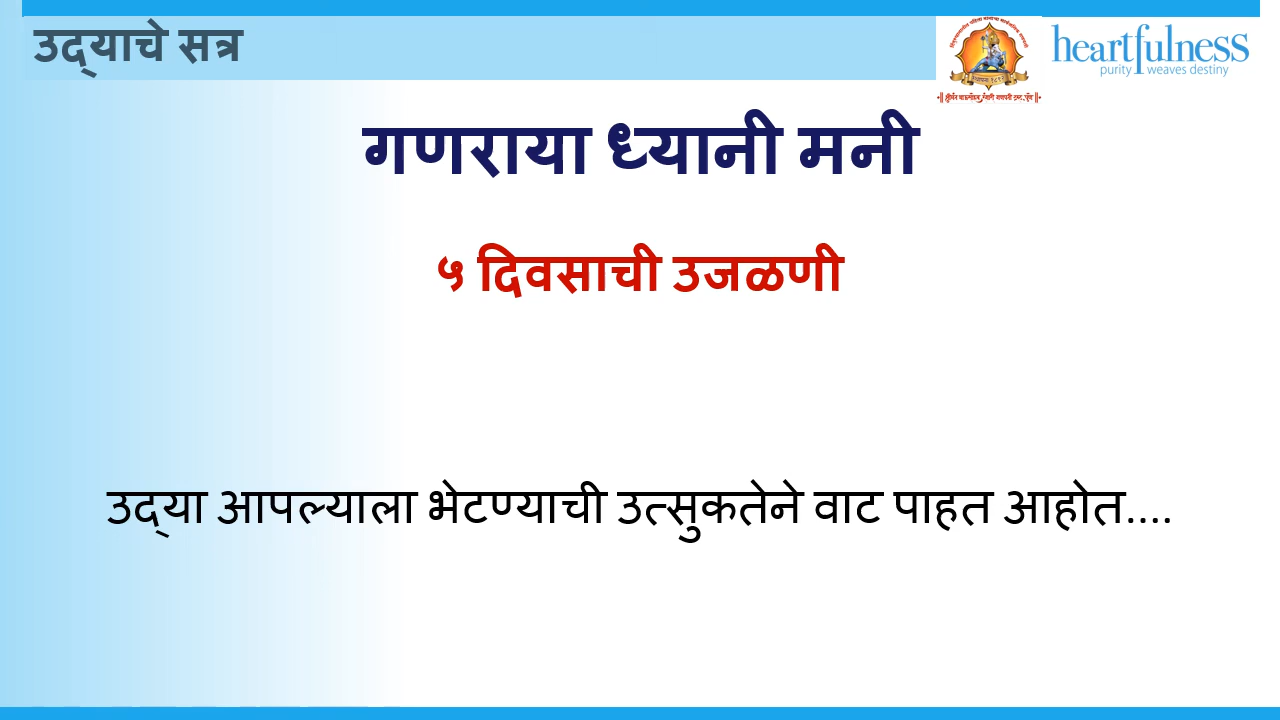 उद्‌याचे सत्र
heartfulness
purity weaves destiny
गणराया ध्यानी मनी
५ दिवसाची उजळणी
उद्‌या आपल्याला भेटण्याची उत्सुकतेने वाट पाहत आहोत....